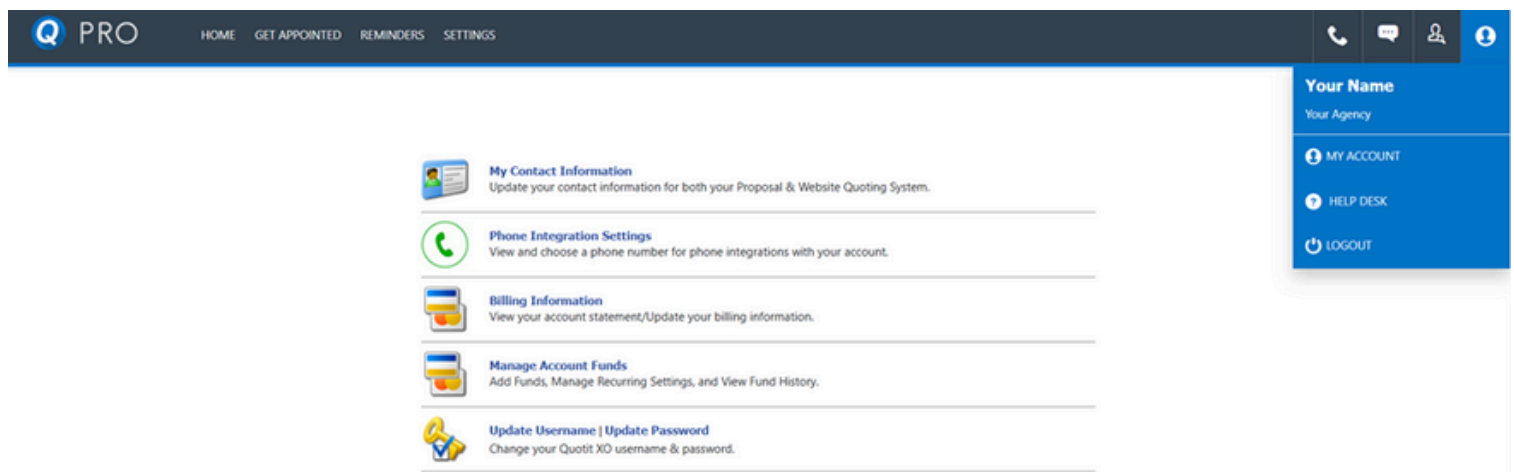 Q PRO HOME GET APPOINTED REMINDERS SETTINGS
Your Name
Your Agency
MY ACCOUNT
HELP DESK
LOGOUT
My Contact Information
Update your contact information for both your Proposal & Website Quoting System.
Phone Integration Settings
View and choose a phone number for phone integrations with your account.
Billing Information
View your account statement/Update your billing information.
Manage Account Funds
Add Funds, Manage Recurring Settings, and View Fund History.
Update Username | Update Password
Change your Quotit XO username & password.